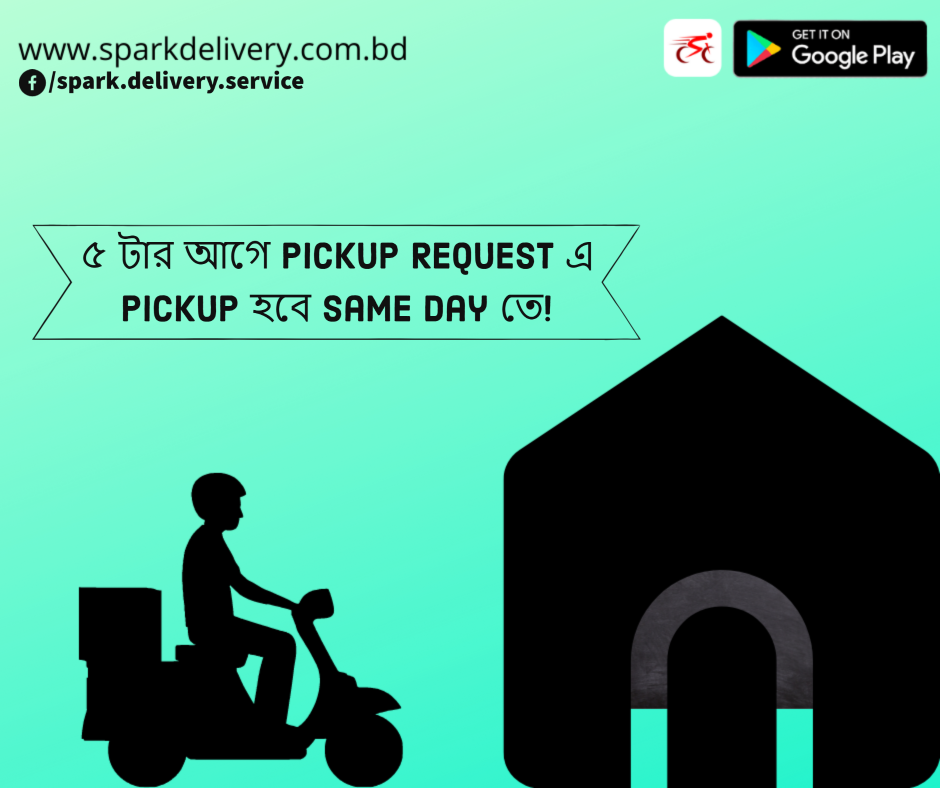 www.sparkdelivery.com.bd
/spark.delivery.service
GET IT ON
Google Play
৫ টার আগে PICKUP REQUEST এ
PICKUP হবে SAME DAY তে!